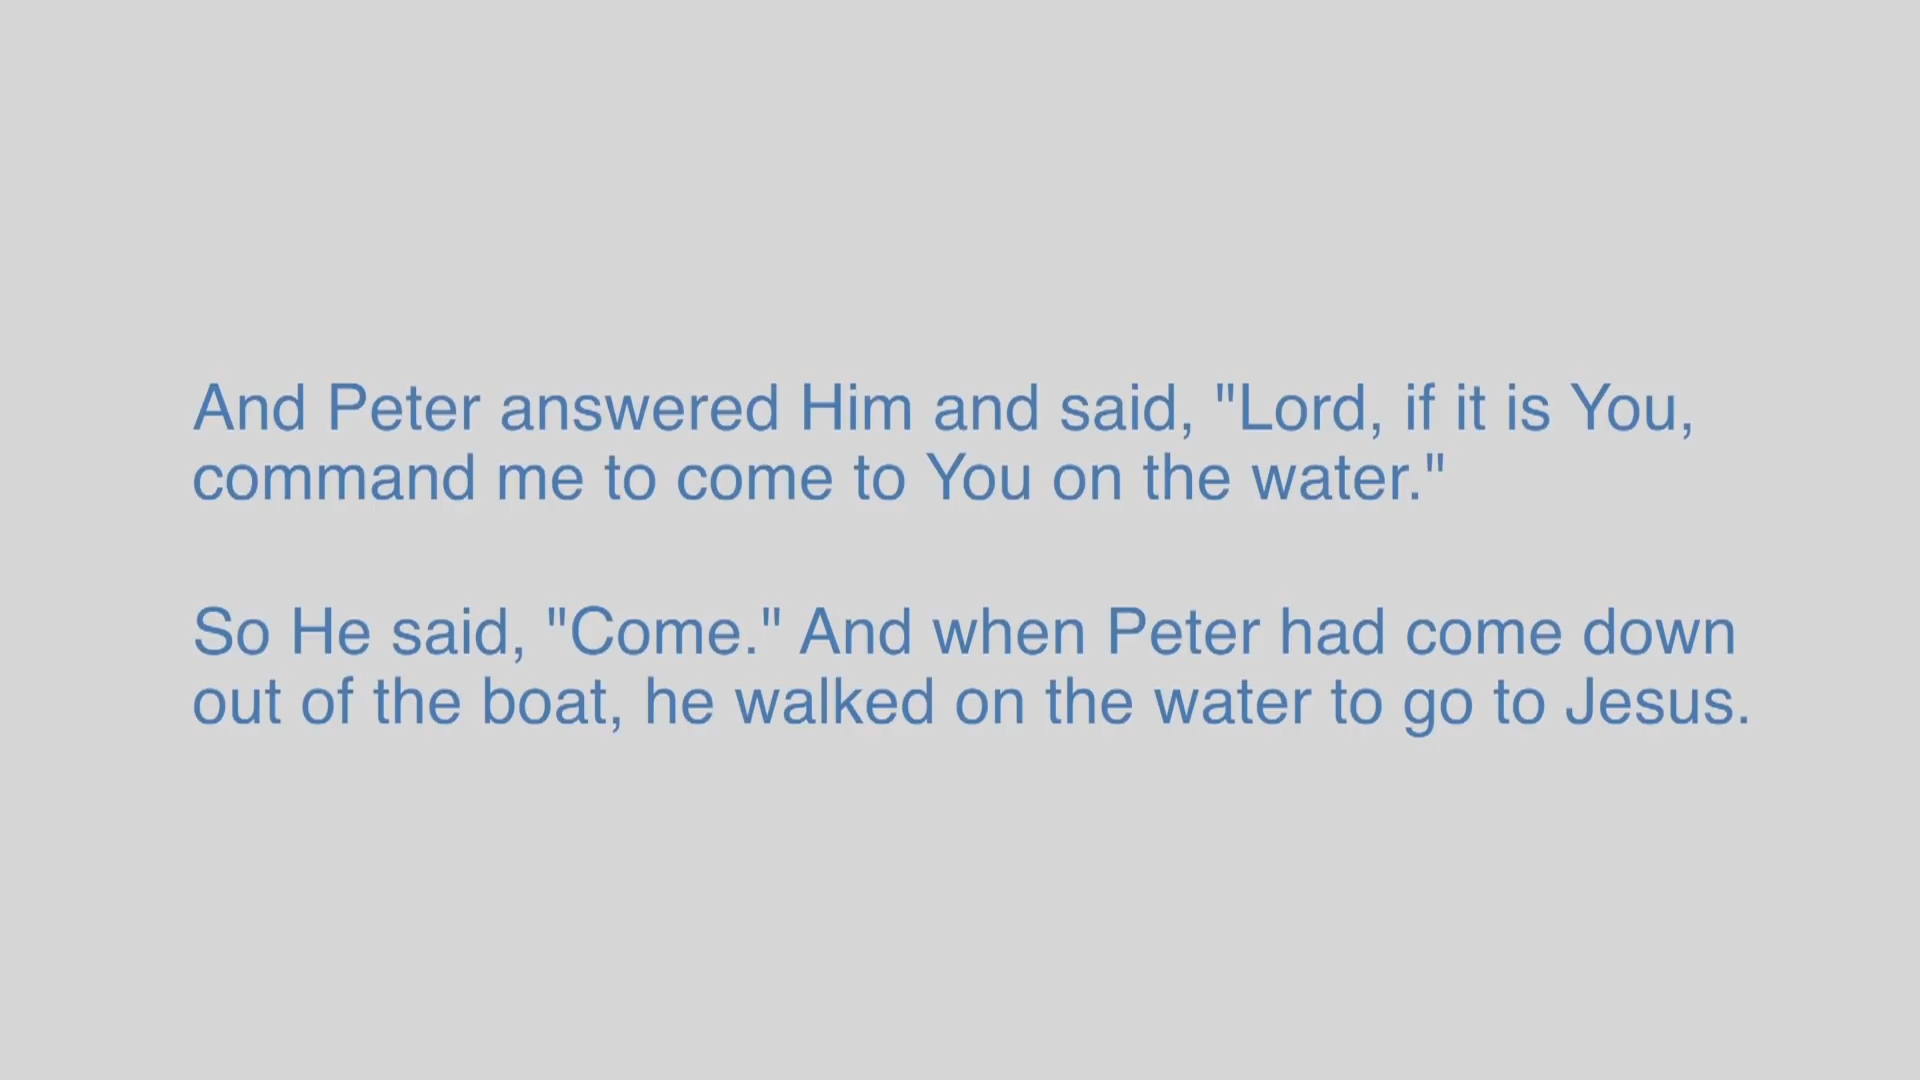 And Peter answered Him and said, "Lord, if it is You,
command me to come to You on the water."
So He said, "Come." And when Peter had come down
out of the boat, he walked on the water to go to Jesus.